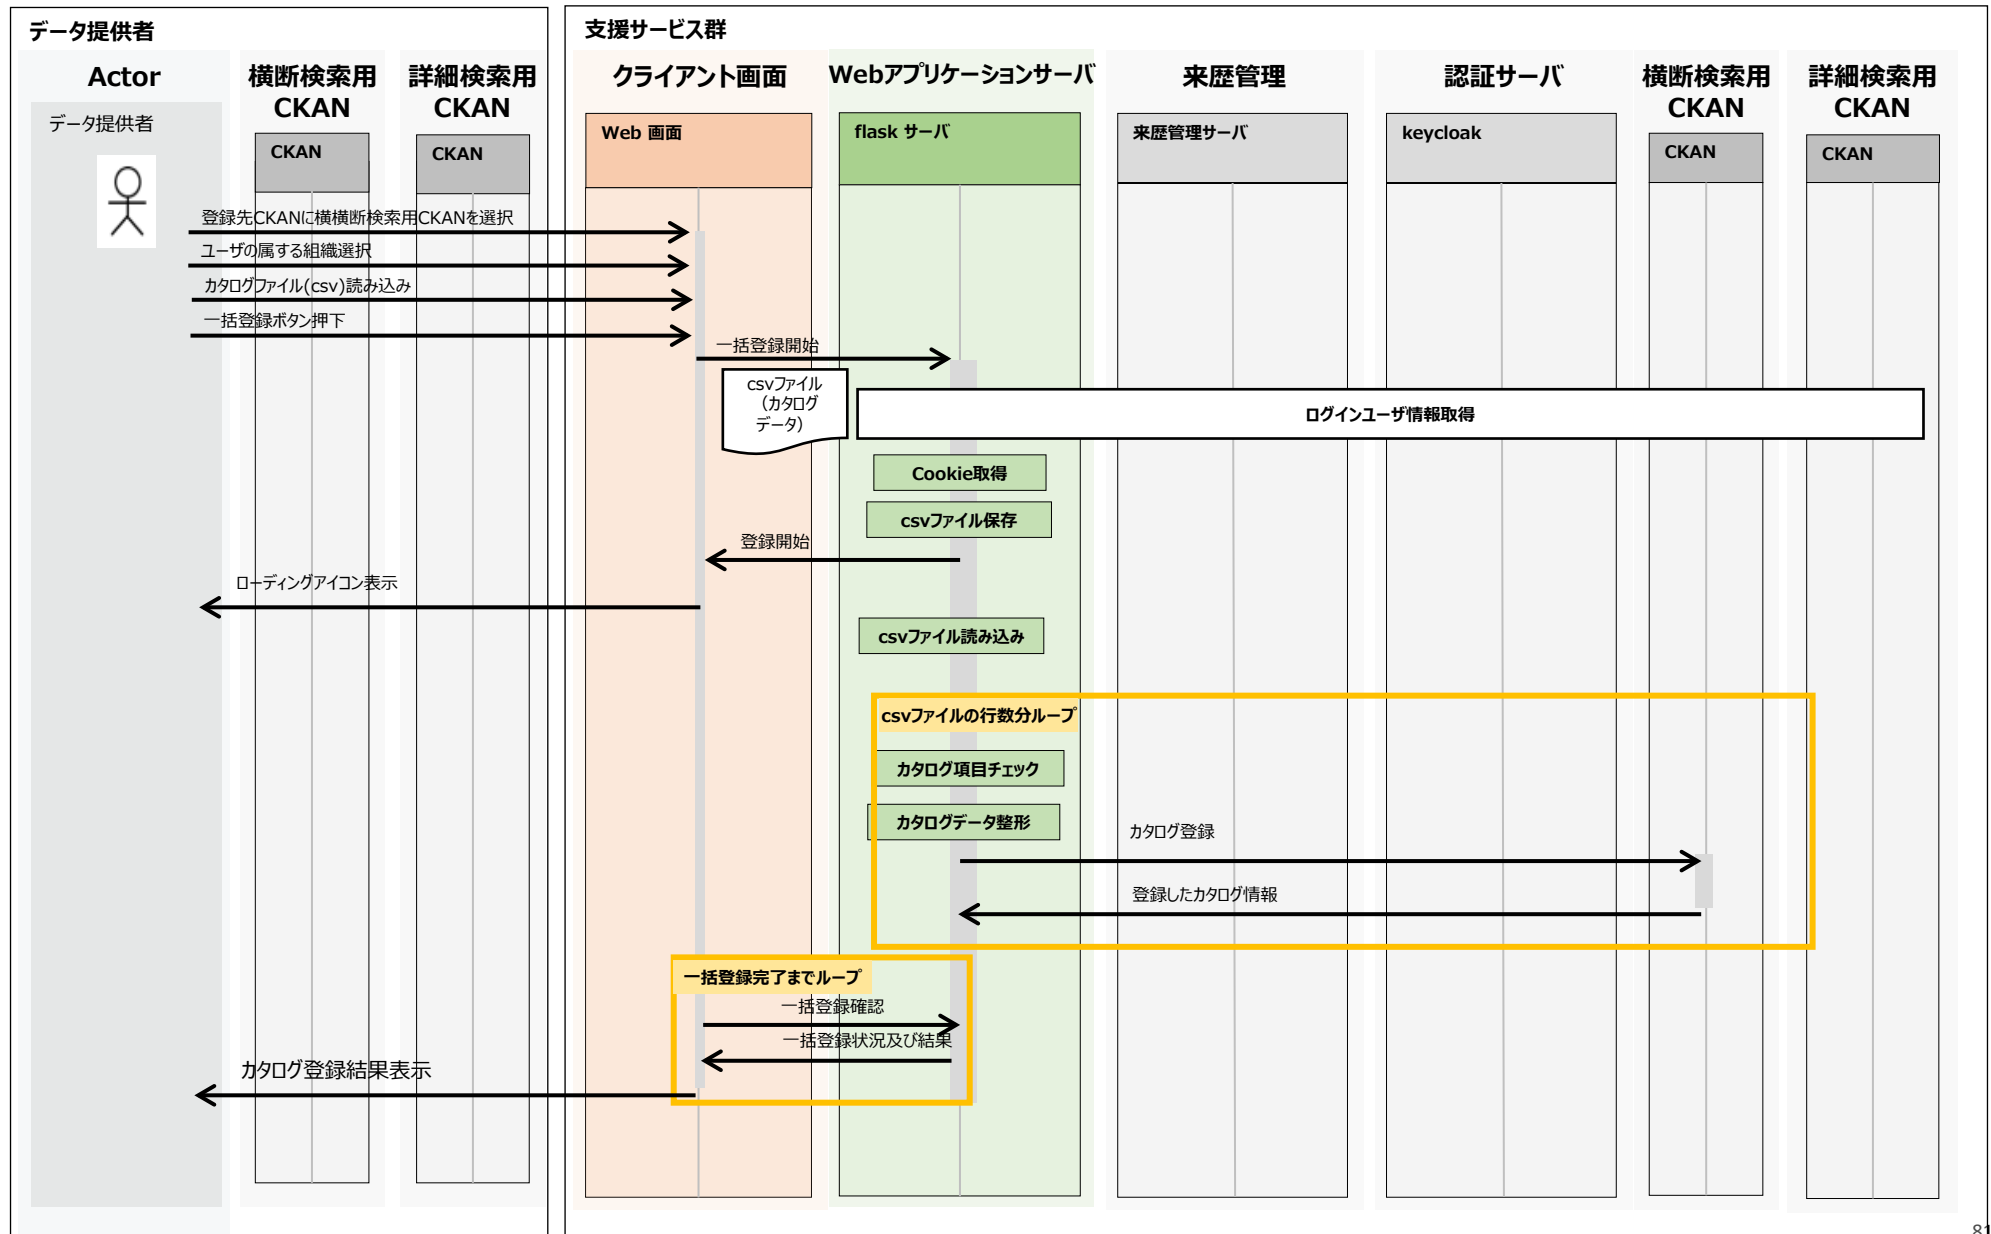 データ提供者
支援サービス群
Actor
横断検索用
CKAN
詳細検索用
CKAN
クライアント画面
Webアプリケーションサーバ
来歴管理
認証サーバ
横断検索用
CKAN
詳細検索用
CKAN
データ提供者
CKAN
CKAN
Web 画面
flask サーバ
来歴管理サーバ
keycloak
CKAN
CKAN
登録先CKANに横横断検索用CKANを選択
ユーザの属する組織選択
カタログファイル(csv)読み込み
一括登録ボタン押下
一括登録開始
csvファイル
（カタログ
データ）
ログインユーザ情報取得
Cookie取得
csvファイル保存
登録開始
ローディングアイコン表示
csvファイル読み込み
csvファイルの行数分ループ
カタログ項目チェック
カタログデータ整形
カタログ登録
登録したカタログ情報
一括登録完了までループ
一括登録確認
一括登録状況及び結果
カタログ登録結果表示
81